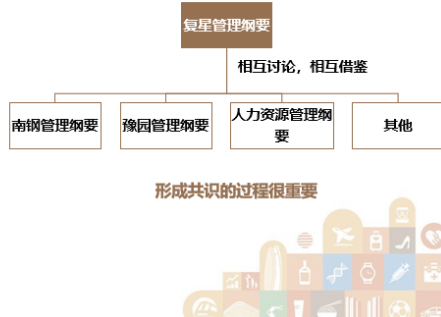 复星管理纲要
相互讨论，相互借鉴
南钢管理纲要
豫园管理纲要
人力资源管理纲
要
其他
形成共识的过程很重要